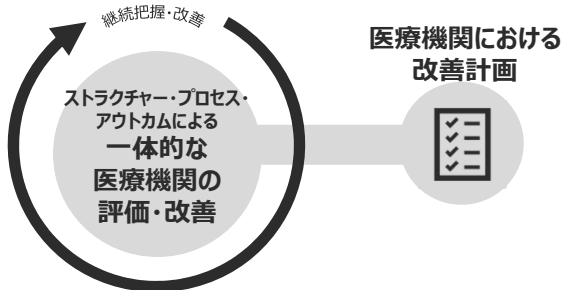 継続把握・改善
ストラクチャー・プロセス・
アウトカムによる
一体的な
医療機関の
評価・改善
医療機関における
改善計画